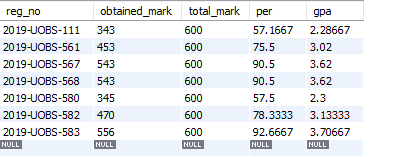 reg_no obtained_mark total_mark per gpa
2019-UOBS-111 343 600 57.1667 2.28667
2019-UOBS-561 453 600 75.5 3.02
2019-UOBS-567 543 600 90.5 3.62
2019-UOBS-568 543 600 90.5 3.62
2019-UOBS-580 345 600 57.5 2.3
2019-UOBS-582 470 600 78.3333 3.13333
2019-UOBS-583 556 600 92.6667 3.70667
NULL NULL NULL NULL NULL